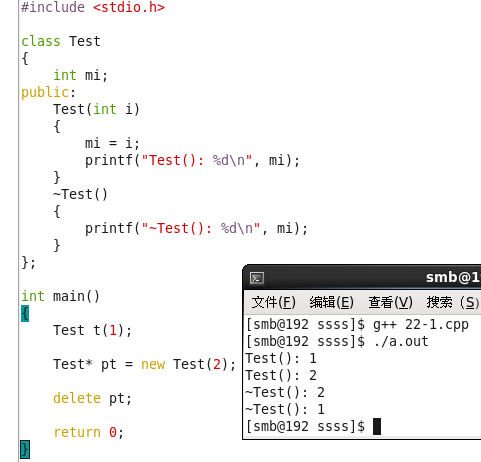 #include <stdio.h>
class Test
{
    int mi;
public:
    Test(int i)
    {
        mi = i;
        printf("Test(): %d\n", mi);
    }
    ~Test()
    {
        printf("~Test(): %d\n", mi);
    }
};
int main()
{
    Test t(1);
    Test* pt = new Test(2);
    delete pt;
    return 0;
}
smb@19
文件(F) 编辑(E) 查看(V) 搜索 (S)
[smb@192 ssss]$ g++ 22-1.cpp
[smb@192 ssss]$ ./a.out
Test(): 1
Test(): 2
~Test(): 2
~Test(): 1
[smb@192 ssss]$